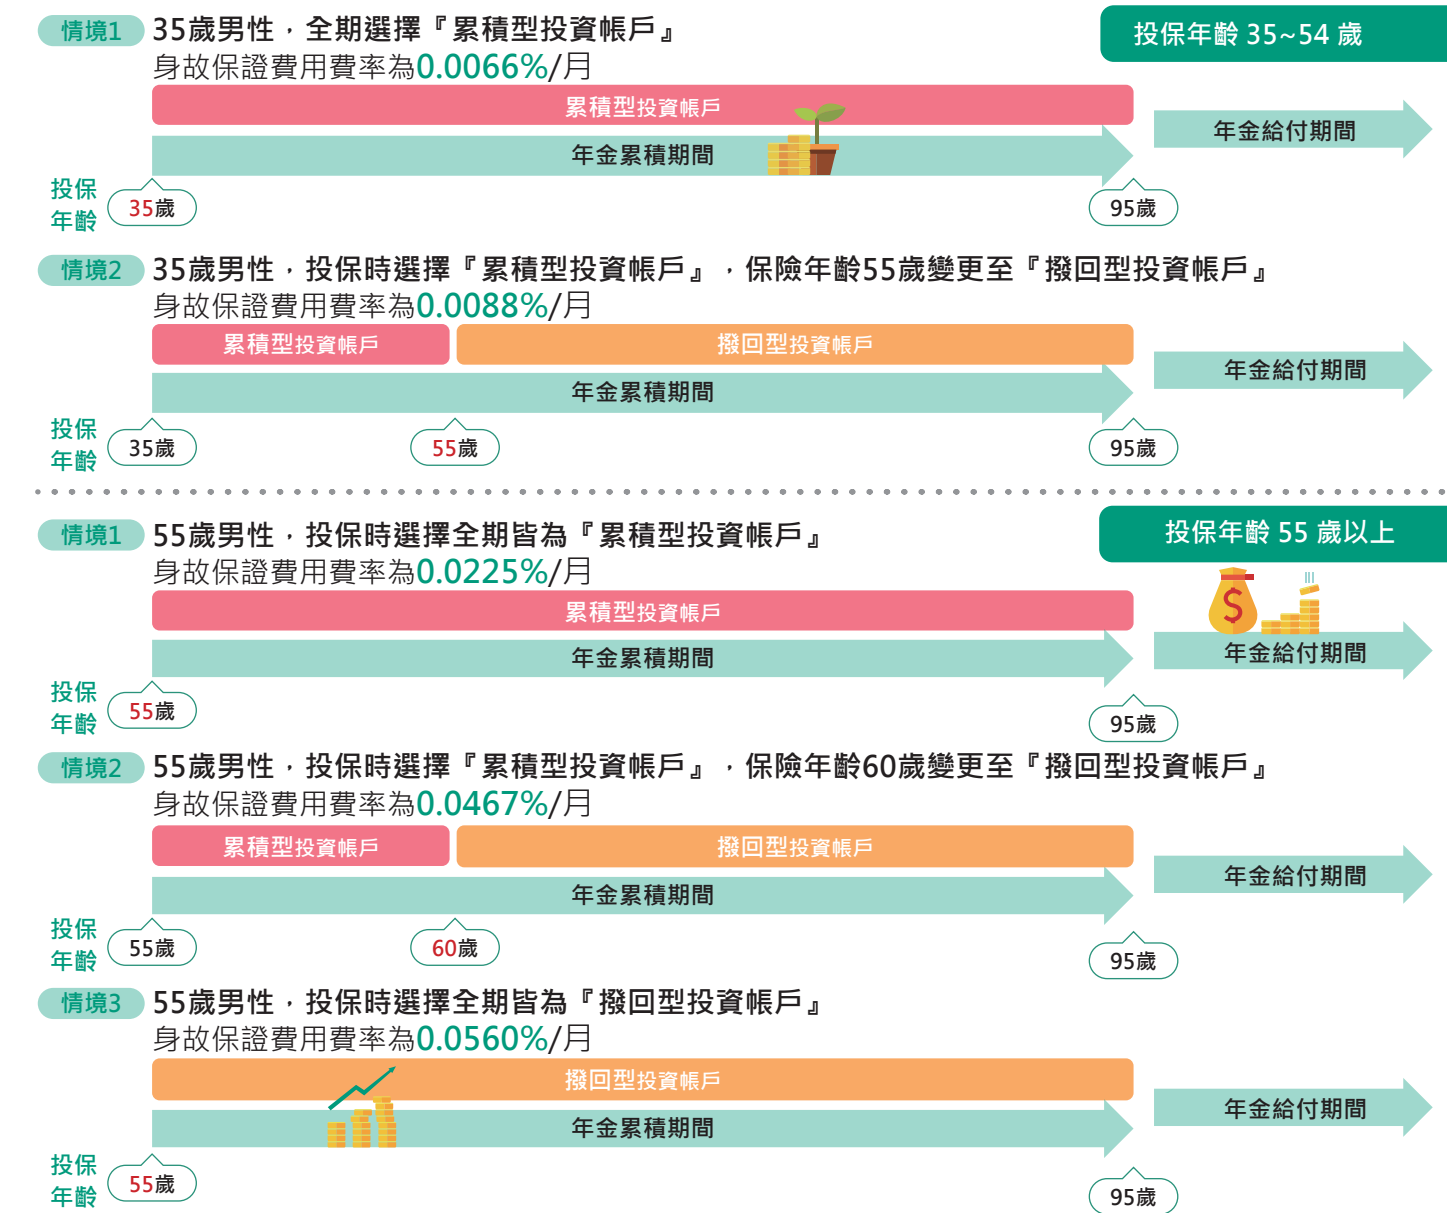 情境1 35歲男性，全期選擇『累積型投資帳戶』
投保年齡 35~54 歲
身故保證費用費率為0.0066%/月
累積型投資帳戶
年金累積期間
年金給付期間
投保
年齡
35歲
95歲
情境2 35歲男性，投保時選擇『累積型投資帳戶』，保險年齡55歲變更至『撥回型投資帳戶』
身故保證費用費率為0.0088%/月
累積型投資帳戶
撥回型投資帳戶
年金累積期間
年金給付期間
投保
年齡
35歲
55歲
95歲
情境1 55歲男性，投保時選擇全期皆為『累積型投資帳戶』
投保年齡 55 歲以上
身故保證費用費率為0.0225%/月
累積型投資帳戶
$
年金累積期間
年金給付期間
投保
年齡
55歲
95歲
情境2 55歲男性，投保時選擇『累積型投資帳戶』，保險年齡60歲變更至『撥回型投資帳戶』
身故保證費用費率為0.0467%/月
累積型投資帳戶
撥回型投資帳戶
年金累積期間
年金給付期間
投保
年齡
55歲
60歲
95歲
情境3 55歲男性，投保時選擇全期皆為『撥回型投資帳戶』
身故保證費用費率為0.0560%/月
撥回型投資帳戶
年金累積期間
年金給付期間
投保
年齡
55歲
95歲